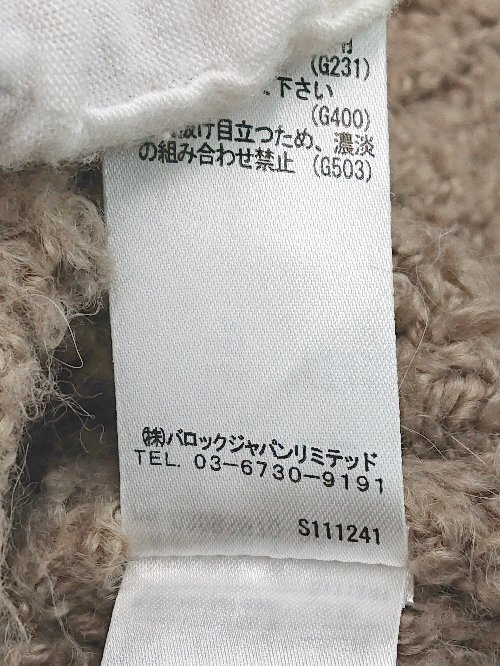 (G231)
下さい
(G400)
抜け目立つため、濃淡
の組み合わせ禁止 (G503)
㈱バロックジャパンリミテッド
TEL. 03-6730-9191
S111241